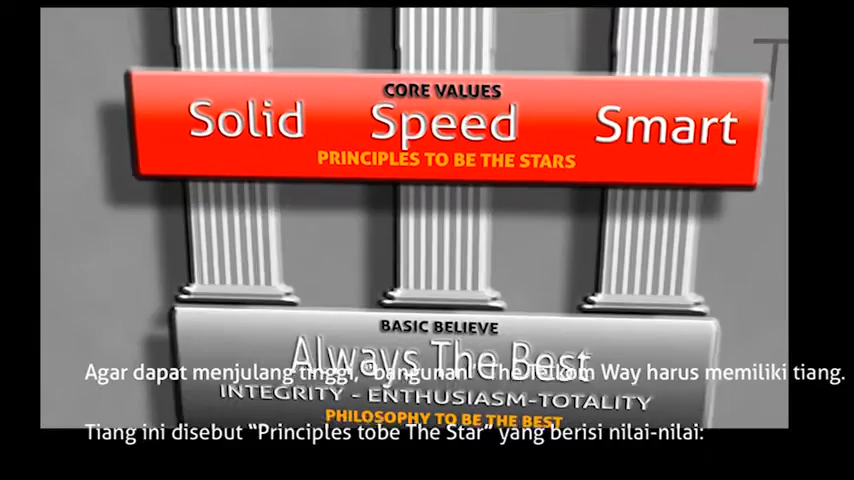 T
CORE VALUES
Solid Speed Smart
PRINCIPLES TO BE THE STARS
BASIC BELIEVE
Always The Best
Agar dapat menjulang tinggi, "bangunan" The Telkom Way harus memiliki tiang.
INTEGRITY - ENTHUSIASM-TOTALITY
PHILOSOPHY TO BE THE BEST
Tiang ini disebut “Principles tobe The Star” yang berisi nilai-nilai: